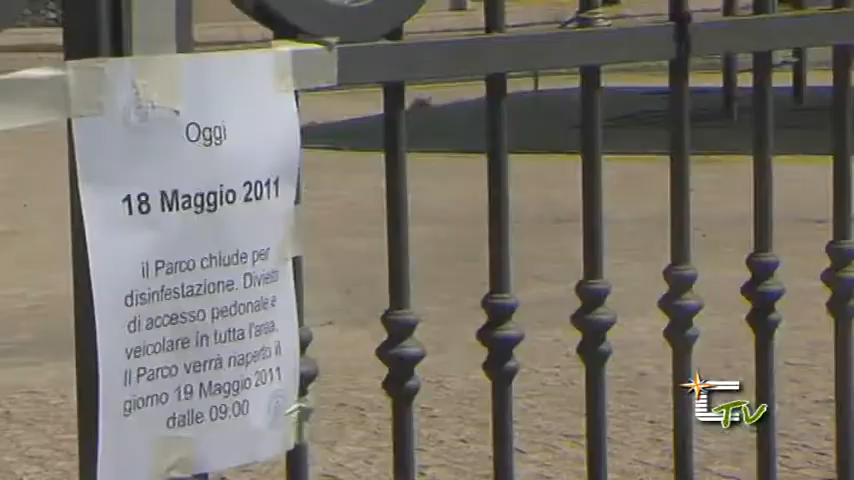 Oggi
18 Maggio 2011
il Parco chiude per
disinfestazione. Divieto
di accesso pedonale e
veicolare in tutta l'area.
Il Parco verrà riaperto il
giorno 19 Maggio 2011
dalle 09:00
C TV